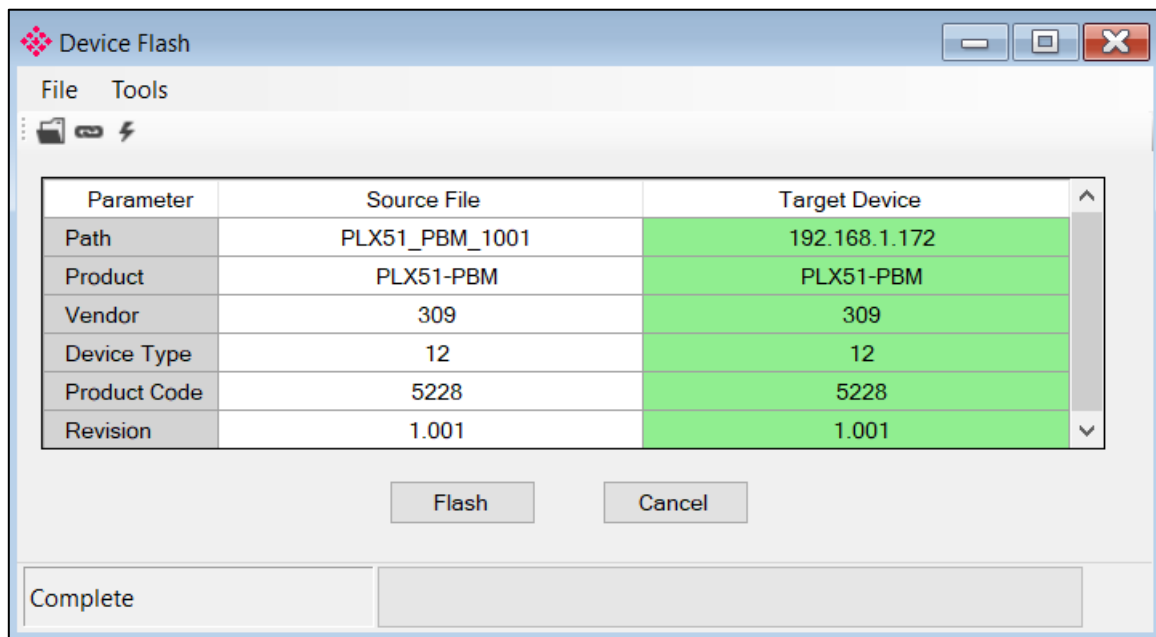 Device Flash
File Tools
Parameter Source File Target Device
Path PLX51_PBM_1001 192.168.1.172
Product PLX51-PBM PLX51-PBM
Vendor 309 309
Device Type 12 12
Product Code 5228 5228
Revision 1.001 1.001
Flash Cancel
Complete